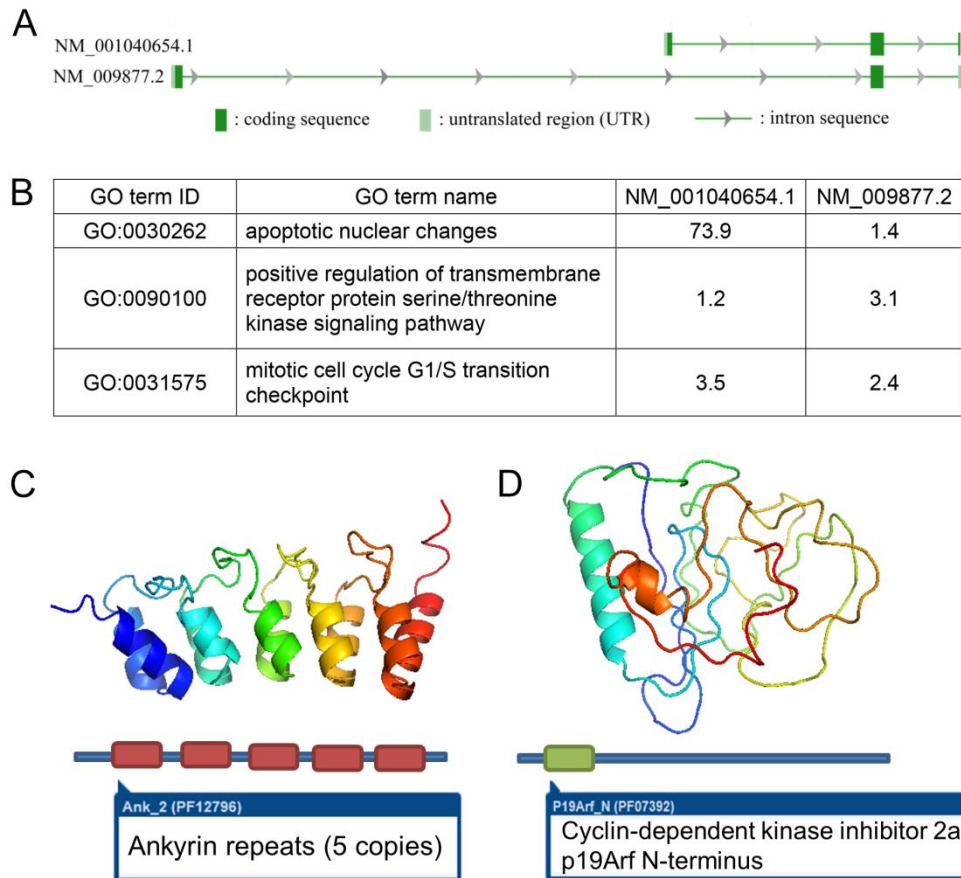 A
NM_001040654.1
NM_009877.2
: coding sequence : untranslated region (UTR) : intron sequence
B
GO term ID GO term name NM_001040654.1 NM_009877.2
GO:0030262 apoptotic nuclear changes 73.9 1.4
positive regulation of transmembrane
GO:0090100 receptor protein serine/threonine 1.2 3.1
kinase signaling pathway
GO:0031575 mitotic cell cycle G1/S transition 3.5 2.4
checkpoint
C D
Ank_2 (PF12796)
Ankyrin repeats (5 copies)
P19Arf_N (PF07392)
Cyclin-dependent kinase inhibitor 2a
p19Arf N-terminus